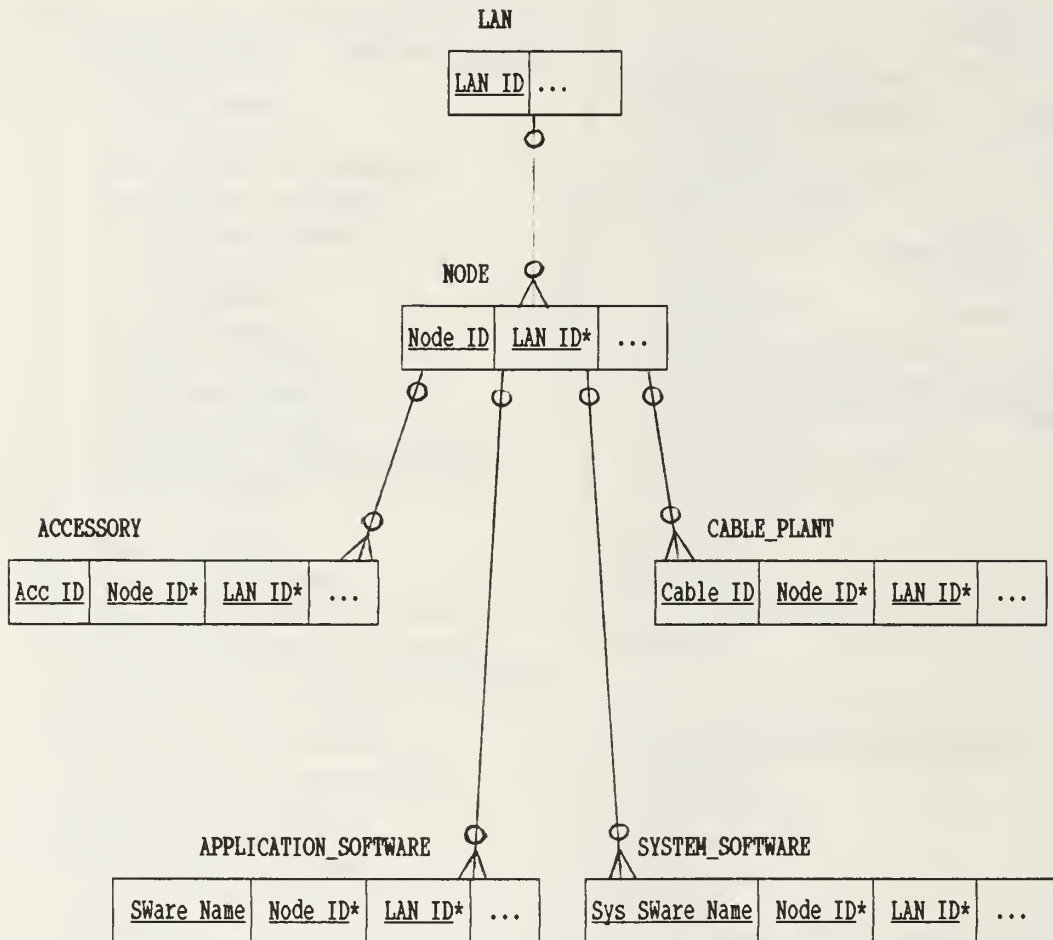 LAN
LAN ID ...
NODE
Node ID LAN ID* ...
ACCESSORY
Acc ID Node ID* LAN ID* ...
CABLE_PLANT
Cable ID Node ID* LAN ID* ...
APPLICATION_SOFTWARE
SWare Name Node ID* LAN ID* ...
SYSTEM_SOFTWARE
Sys SWare Name Node ID* LAN ID* ...